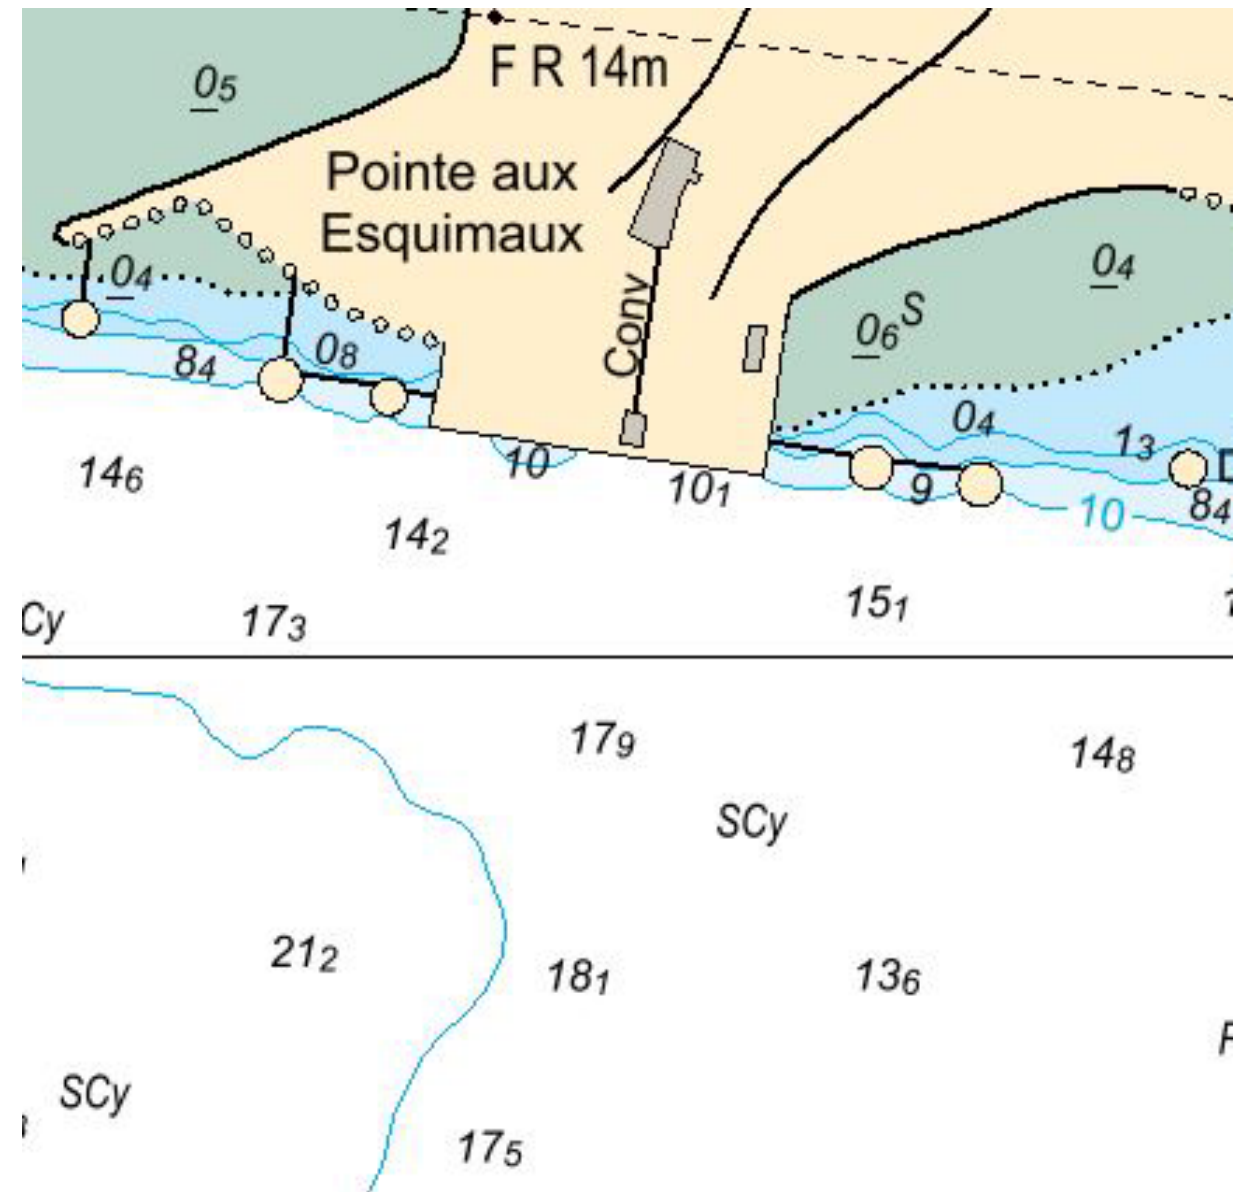 0₅
F R 14m
Pointe aux
Esquimaux
0₄
0₄
0₆ S
Conv
0₈
8₄
0₄
1₃
D
14₆
10
10₁
9
10
8₄
14₂
15₁
Cy
17₃
17₉
14₈
SCy
21₂
18₁
13₆
SCy
17₅